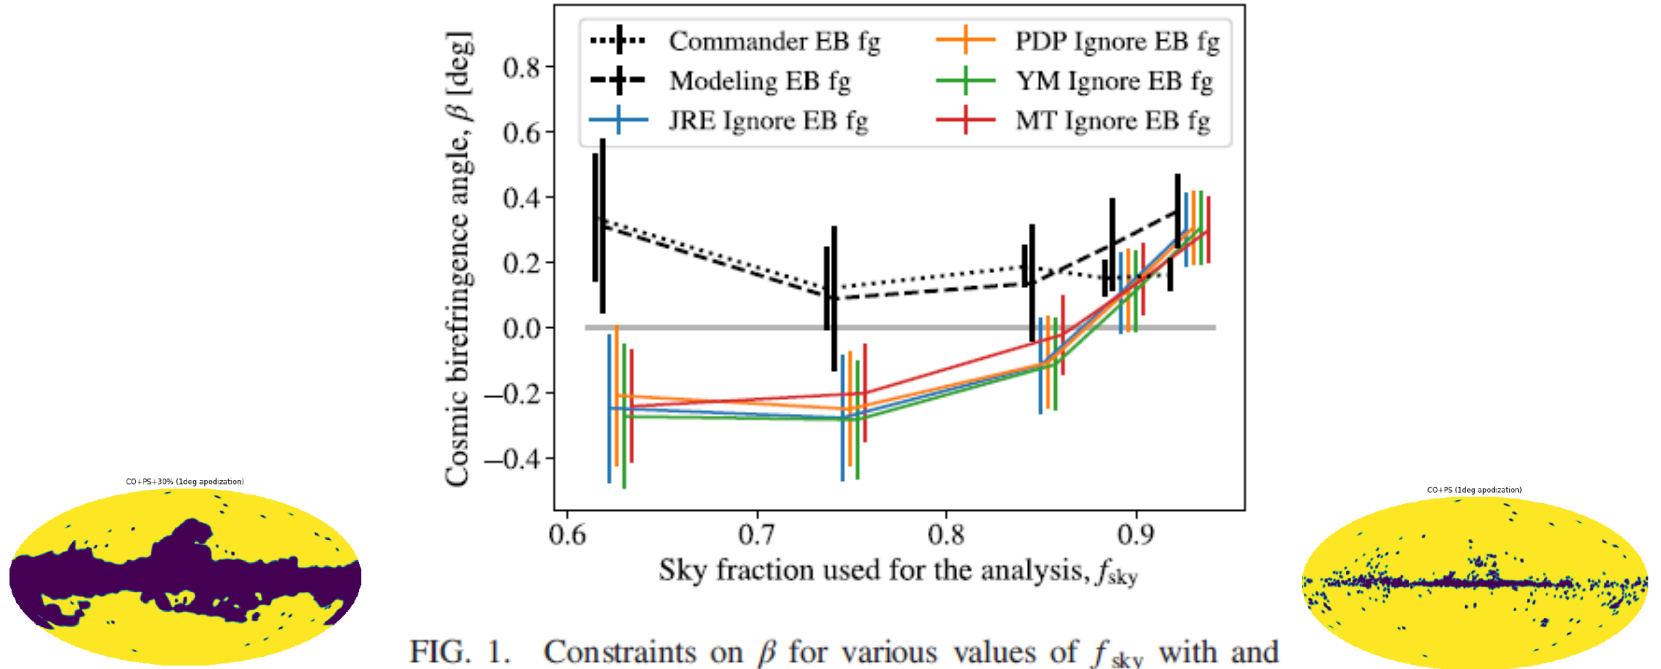 Commander EB fg
Modeling EB fg
JRE Ignore EB fg
PDP Ignore EB fg
YM Ignore EB fg
MT Ignore EB fg
Cosmic birefringence angle, β [deg]
0.8
0.6
0.4
0.2
0.0
−0.2
−0.4
0.6 0.7 0.8 0.9
Sky fraction used for the analysis, fsky
CO+PS+30% (1deg apodization)
CO+PS (1deg apodization)
FIG. 1. Constraints on β for various values of fsky with and